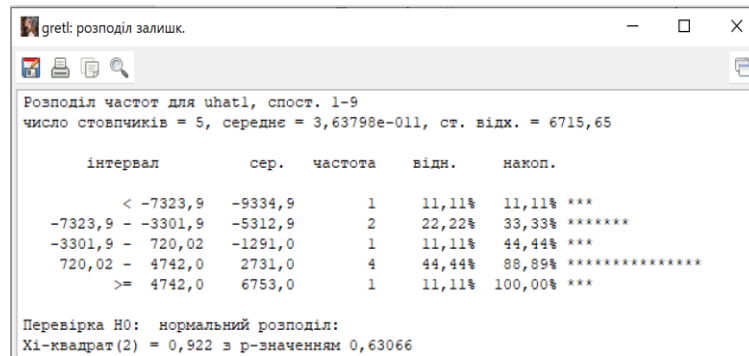 gretl: розподіл залишк.
Розподіл частот для uhat1, спост. 1-9
число стовпчиків = 5, середнє = 3,63798e-011, ст. відх. = 6715,65
інтервал сер. частота відн. накоп.
< -7323,9 -9334,9 1 11,11% 11,11% ***
-7323,9 - -3301,9 -5312,9 2 22,22% 33,33% *******
-3301,9 - 720,02 -1291,0 1 11,11% 44,44% ***
720,02 - 4742,0 2731,0 4 44,44% 88,89% ***************
>= 4742,0 6753,0 1 11,11% 100,00% ***
Перевірка H0: нормальний розподіл:
Хі-квадрат(2) = 0,922 з p-значенням 0,63066